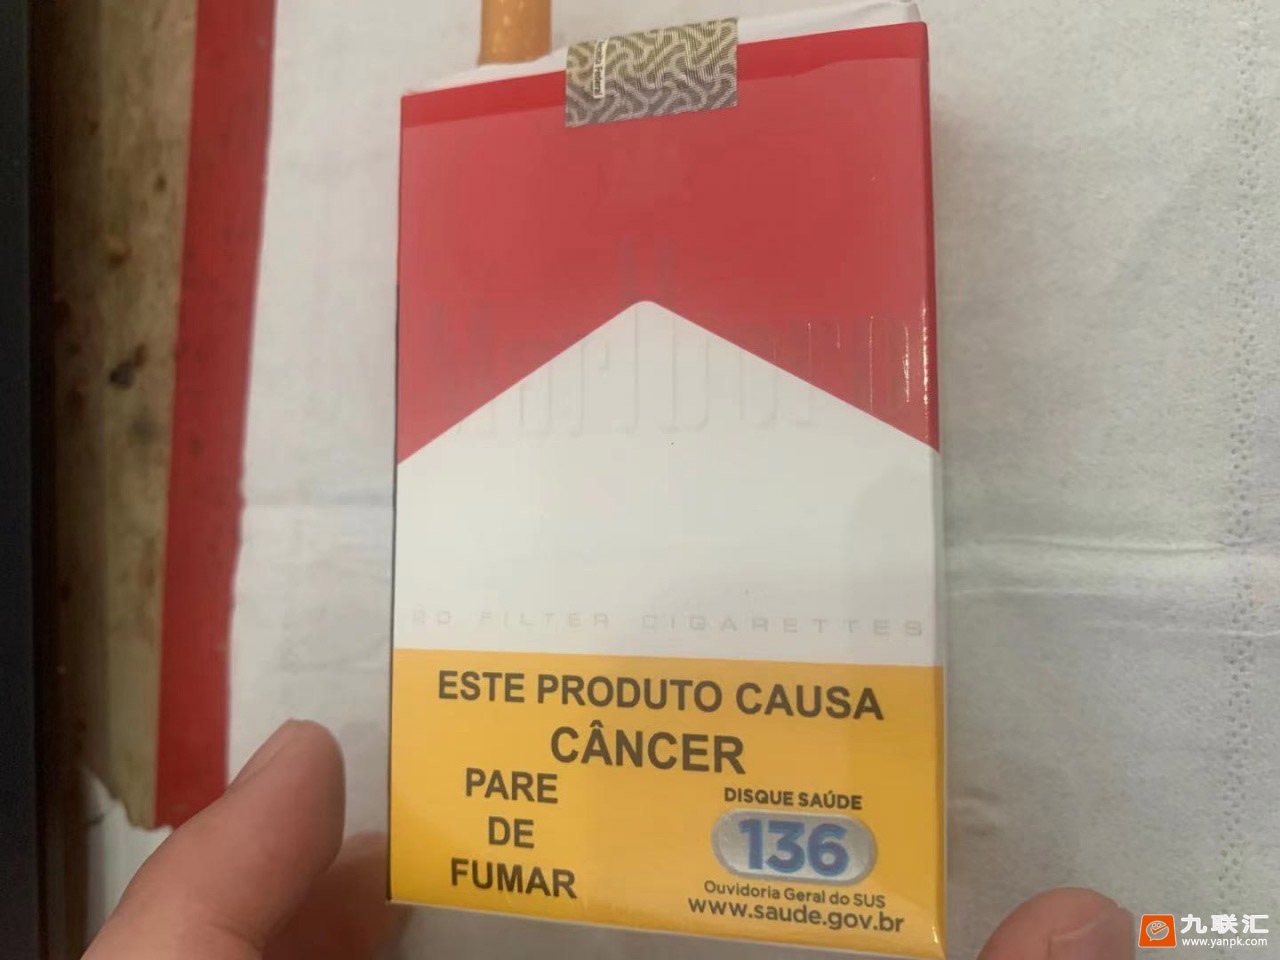 Marlboro
20 FILTER CIGARETTES
ESTE PRODUTO CAUSA
CÂNCER
PARE
DE
FUMAR
DISQUE SAÚDE
136
Ouvidoria Geral do SUS
www.saude.gov.br
九联汇
www.yanpk.com